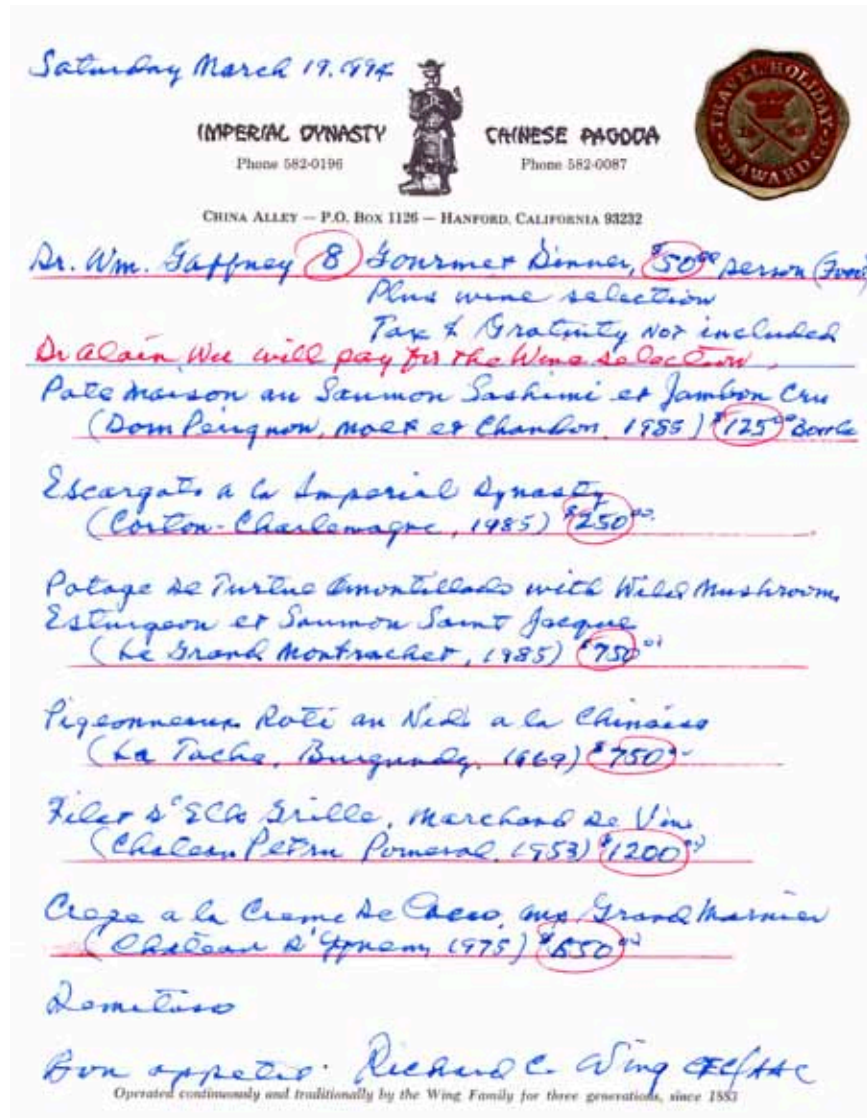 Saturday March 19, 1994
IMPERIAL DYNASTY
Phone 582-0196
CHINESE PAGODA
Phone 582-0087
TRAVEL HOLIDAY AWARD
CHINA ALLEY — P.O. BOX 1126 — HANFORD, CALIFORNIA 93232
Dr. Wm. Gaffney 8 Gourmet Dinner, $50.00 person (Food)
Plus wine selection
Tax & Gratuity Not included
Dr Alain Wu will pay for the Wine selection.
Pate Maison au Saumon Sashimi et Jambon Cru
(Dom Perignon, Moet et Chandon, 1985) $125.00 Bottle
Escargots a la Imperial Dynasty
(Corton-Charlemagne, 1985) $250.00
Potage de Turtue Amontillado with Wild Mushroom
Esturgeon et Saumon Saint Jacque
(Le Grand Montrachet, 1985) $750.00
Pigeonneaux Roti au Nid a la Chinoise
(La Tache, Burgundy, 1969) $750
Filet D'Elk Grille, Marchand de Vin
(Chateau Petru Pomerol, 1953) $1200.00
Crepe a la Creme de Cacao, Grand Marnier
(Chateau D'Yquem, 1975)
Demitasse
Bon appetit. Richard C. Wing CEC/AAC
Operated continuously and traditionally by the Wing Family for three generations, since 1883